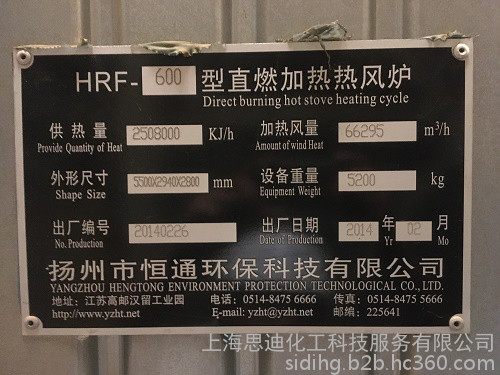 HRF-600型直燃加热热风炉
Direct burning hot stove heating cycle
供热量 2508000 KJ/h 加热风量 66295 m³/h
Provide Quantity of Heat Amount of wind Heat
外形尺寸 5500X2940X2800 mm 设备重量 5200 kg
Shape Size Equipment Weight
出厂编号 20140226 出厂日期 2014 年 02 月
No. Production Date of Production Yr Mo
扬州市恒通环保科技有限公司
YANGZHOU HENGTONG ENVIRONMENT PROTECTION TECHNOLOGICAL CO., LTD
地址：江苏高邮汉留工业园 电话：0514-8475 6666 传真：0514-8475 5666
http://www.yzht.net E-mail: yzht@yzht.net 邮编：225641
上海思迪化工科技服务有限公司
sidihg.b2b.hc360.com